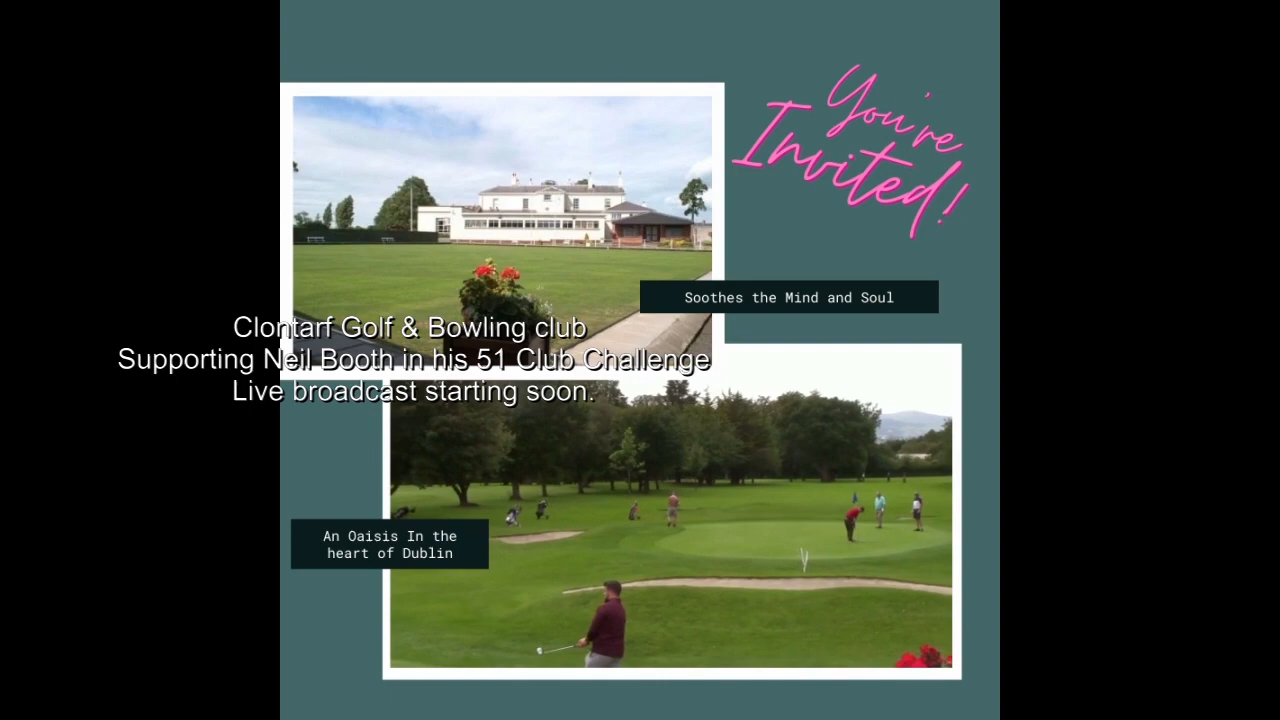 You're
Invited!
Soothes the Mind and Soul
Clontarf Golf & Bowling club
Supporting Neil Booth in his 51 Club Challenge
Live broadcast starting soon.
An Oaisis In the
heart of Dublin